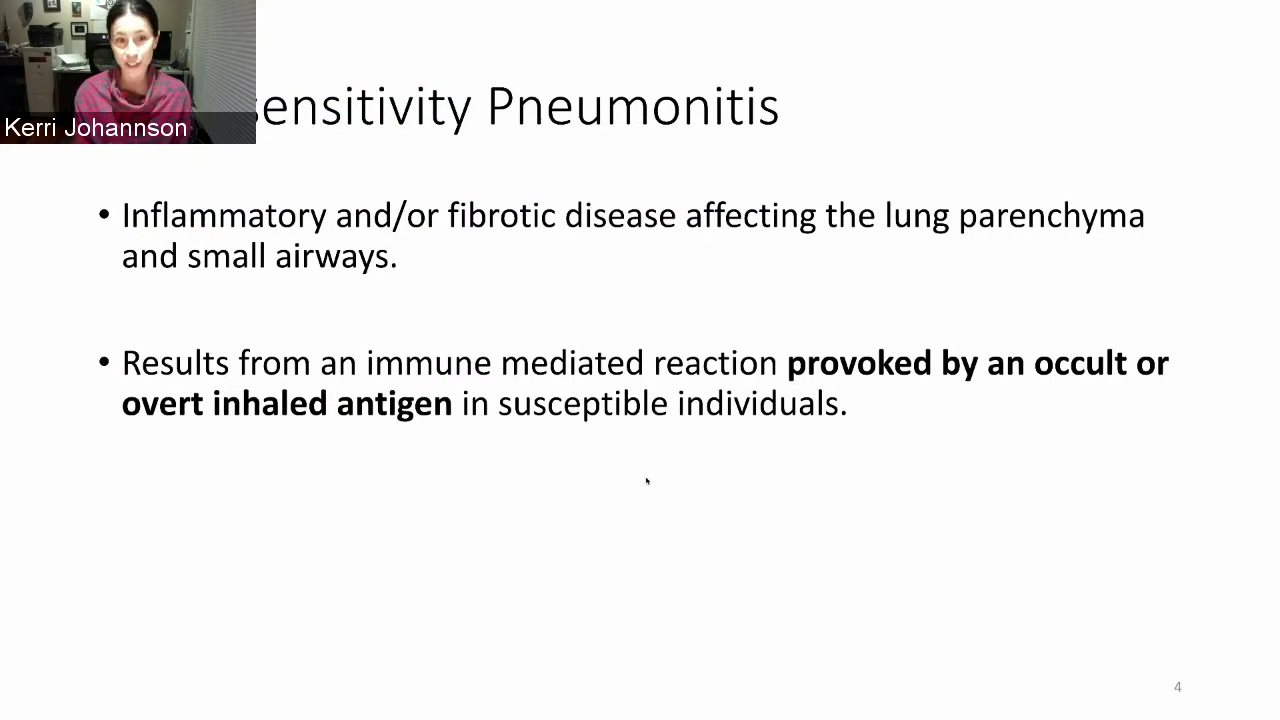 sensitivity Pneumonitis
Kerri Johannson
• Inflammatory and/or fibrotic disease affecting the lung parenchyma
and small airways.
• Results from an immune mediated reaction provoked by an occult or
overt inhaled antigen in susceptible individuals.
4